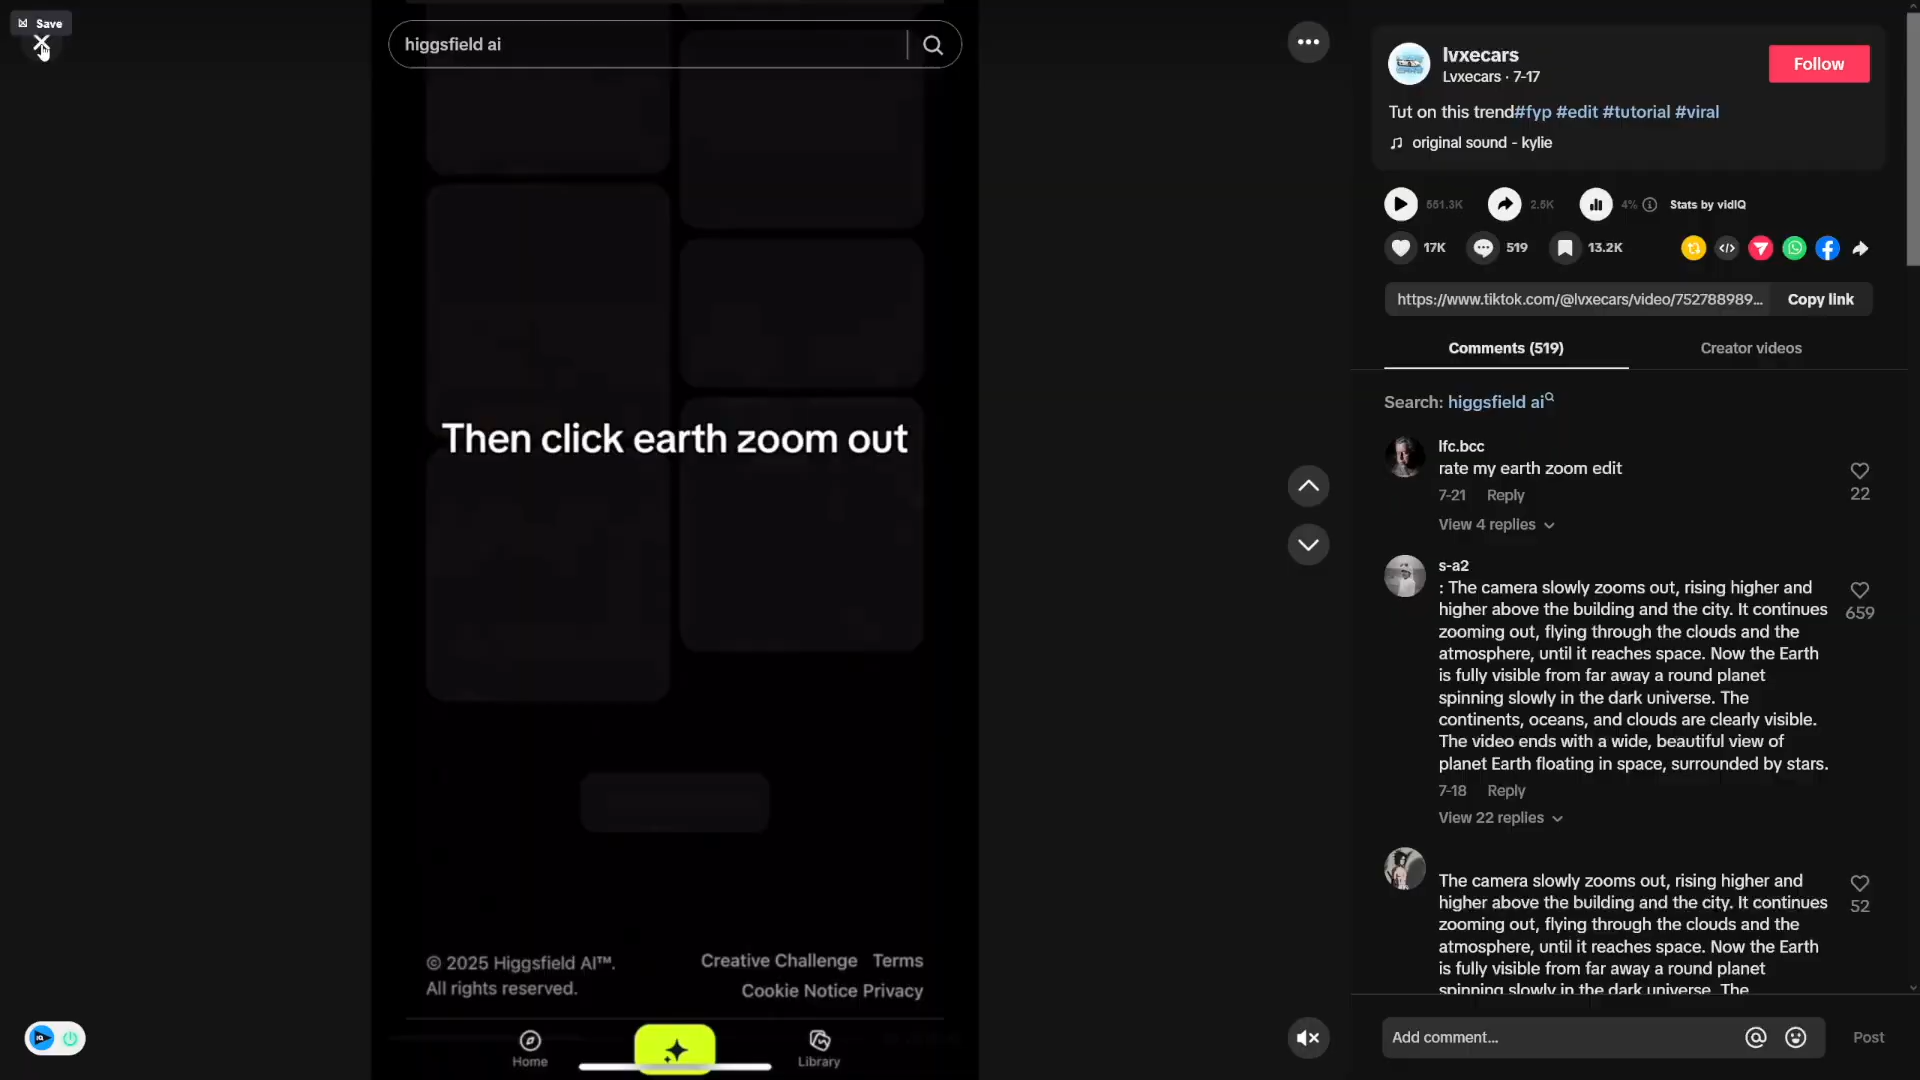 Save
higgsfield ai
Then click earth zoom out
© 2025 Higgsfield AI™.
All rights reserved.
Creative Challenge Terms
Cookie Notice Privacy
Home
Library
lvxecars
Lvxecars · 7-17
Follow
Tut on this trend#fyp #edit #tutorial #viral
original sound - kylie
551.3K
2.5K
4%
Stats by vidIQ
17K
519
13.2K
https://www.tiktok.com/@lvxecars/video/752788989...
Copy link
Comments (519)
Creator videos
Search: higgsfield ai
lfc.bcc
rate my earth zoom edit
7-21 Reply
22
View 4 replies
s-a2
: The camera slowly zooms out, rising higher and
higher above the building and the city. It continues
zooming out, flying through the clouds and the
atmosphere, until it reaches space. Now the Earth
is fully visible from far away a round planet
spinning slowly in the dark universe. The
continents, oceans, and clouds are clearly visible.
The video ends with a wide, beautiful view of
planet Earth floating in space, surrounded by stars.
659
7-18 Reply
View 22 replies
The camera slowly zooms out, rising higher and
higher above the building and the city. It continues
zooming out, flying through the clouds and the
atmosphere, until it reaches space. Now the Earth
is fully visible from far away a round planet
spinning slowly in the dark universe. The
52
Add comment...
Post